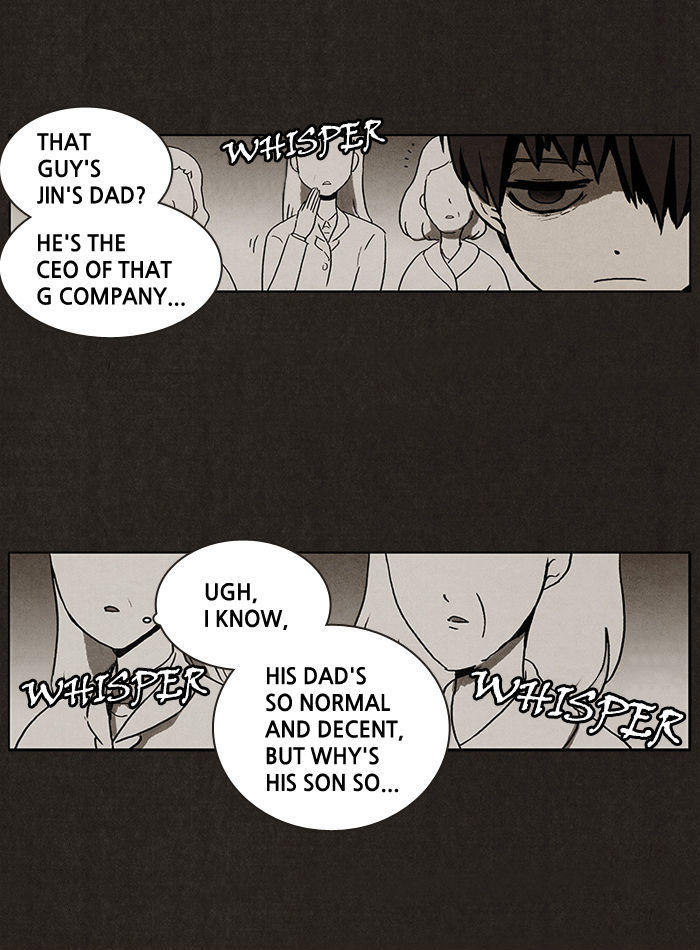 WHISPER
THAT
GUY'S
JIN'S DAD?
HE'S THE
CEO OF THAT
G COMPANY...
UGH,
I KNOW,
HIS DAD'S
SO NORMAL
AND DECENT,
BUT WHY'S
HIS SON SO...
WHISPER
WHISPER